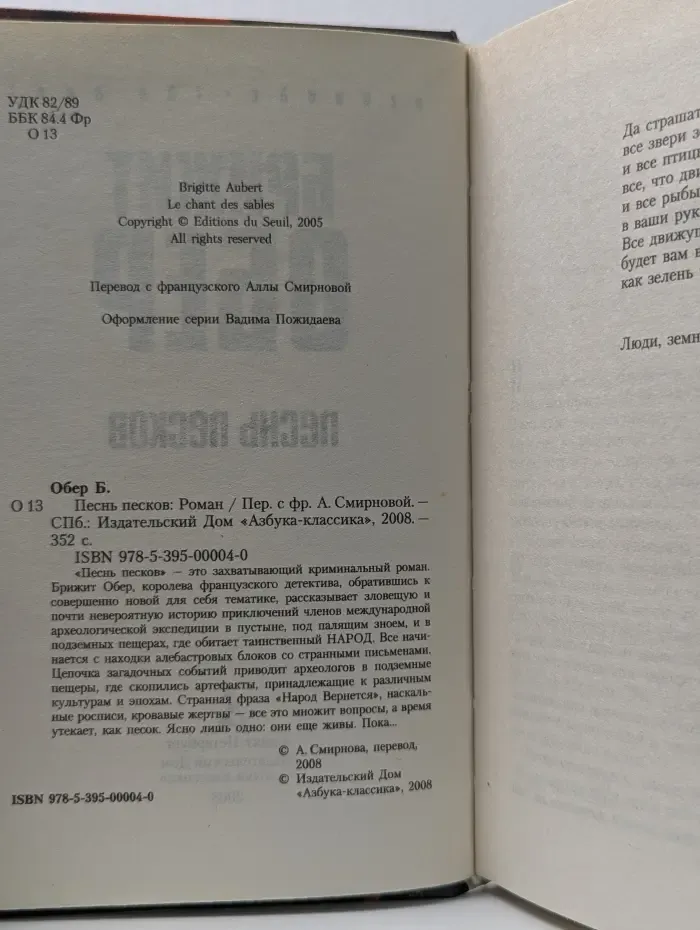 УДК 82/89
ББК 84.4 Фр
О 13
Brigitte Aubert
Le chant des sables
Copyright © Editions du Seuil, 2005
All rights reserved
Перевод с французского Аллы Смирновой
Оформление серии Вадима Пожидаева
Обер Б.
О 13 Песнь песков: Роман / Пер. с фр. А. Смирновой. —
СПб.: Издательский Дом «Азбука-классика», 2008. —
352 с.
ISBN 978-5-395-00004-0
«Песнь песков» — это захватывающий криминальный роман.
Брижит Обер, королева французского детектива, обратившись к
совершенно новой для себя тематике, рассказывает зловещую и
почти невероятную историю приключений членов международной
археологической экспедиции в пустыне, под палящим зноем, и в
подземных пещерах, где обитает таинственный НАРОД. Все начи-
нается с находки алебастровых блоков со странными письменами.
Цепочка загадочных событий приводит археологов в подземные
пещеры, где скопились артефакты, принадлежащие к различным
культурам и эпохам. Странная фраза «Народ Вернется», наскаль-
ные росписи, кровавые жертвы — все это множит вопросы, а время
утекает, как песок. Ясно лишь одно: они еще живы. Пока...
© А. Смирнова, перевод,
2008
© Издательский Дом
«Азбука-классика», 2008
ISBN 978-5-395-00004-0
Да страшат
все звери з
и все птиц
все, что дви
и все рыбы
в ваши рук
Все движущ
будет вам в
как зелень
Люди, земн